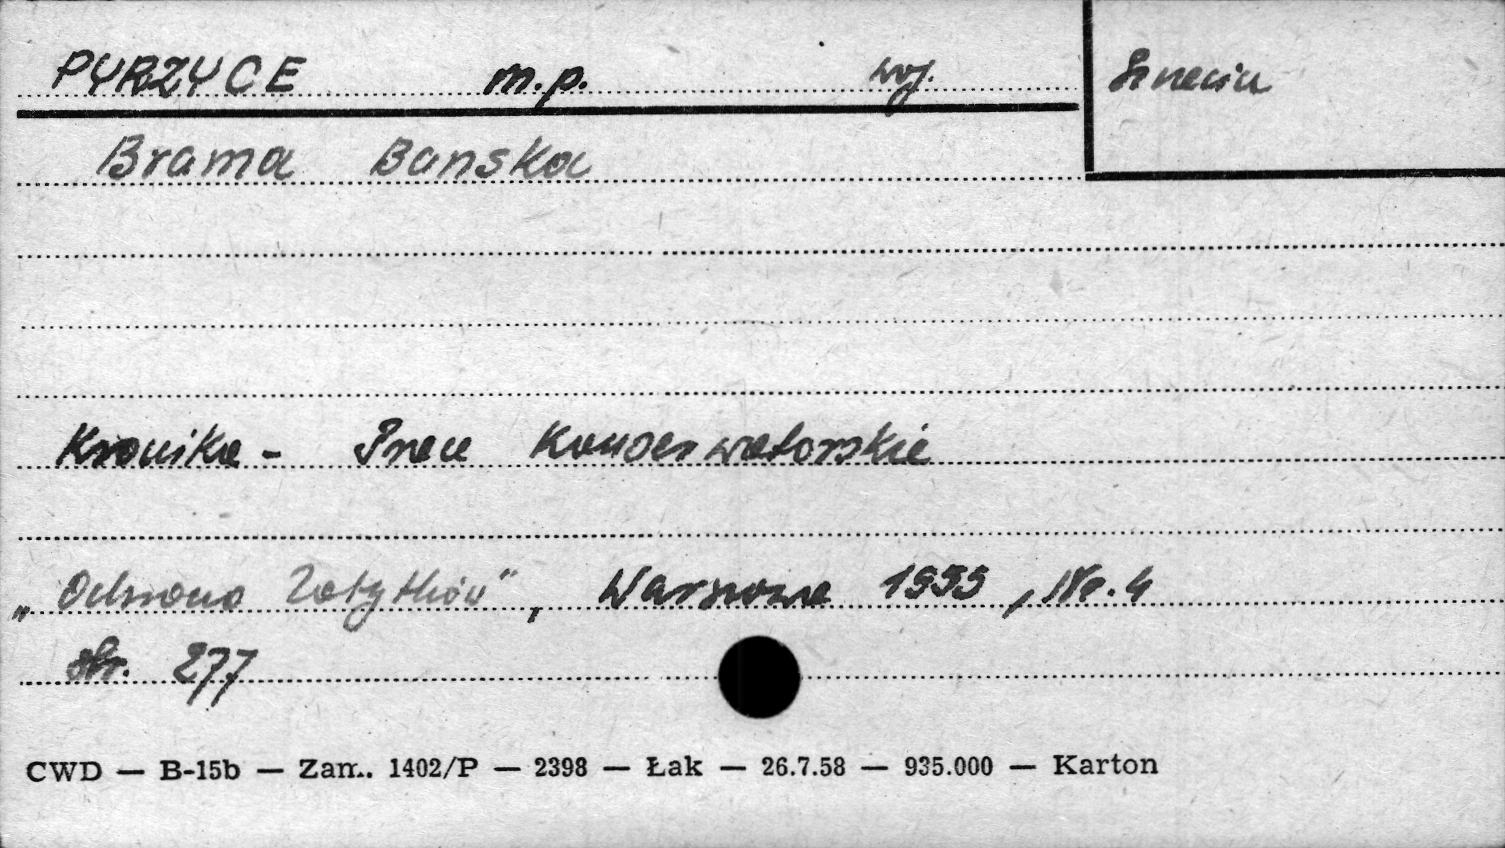 PYRZYCE m.p. woj. Szczecin
Brama Bańska
Kronika - Prace Konserwatorskie
„Ochrona Zabytków", Warszawa 1955, Nr. 4
str. 277
CWD — B-15b — Zam. 1402/P — 2398 — Łak — 26.7.58 — 935.000 — Karton